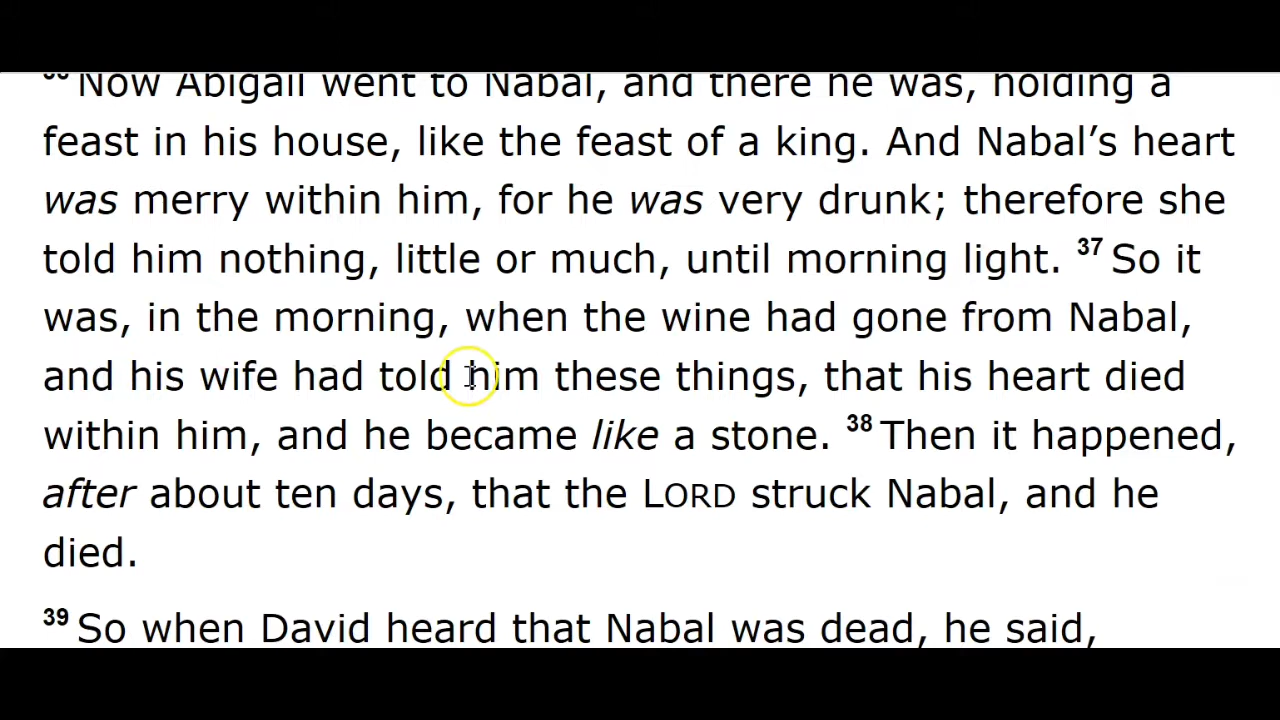 36 Now Abigail went to Nabal, and there he was, holding a
feast in his house, like the feast of a king. And Nabal’s heart
was merry within him, for he was very drunk; therefore she
told him nothing, little or much, until morning light. 37 So it
was, in the morning, when the wine had gone from Nabal,
and his wife had told him these things, that his heart died
within him, and he became like a stone. 38 Then it happened,
after about ten days, that the LORD struck Nabal, and he
died.
39 So when David heard that Nabal was dead, he said,